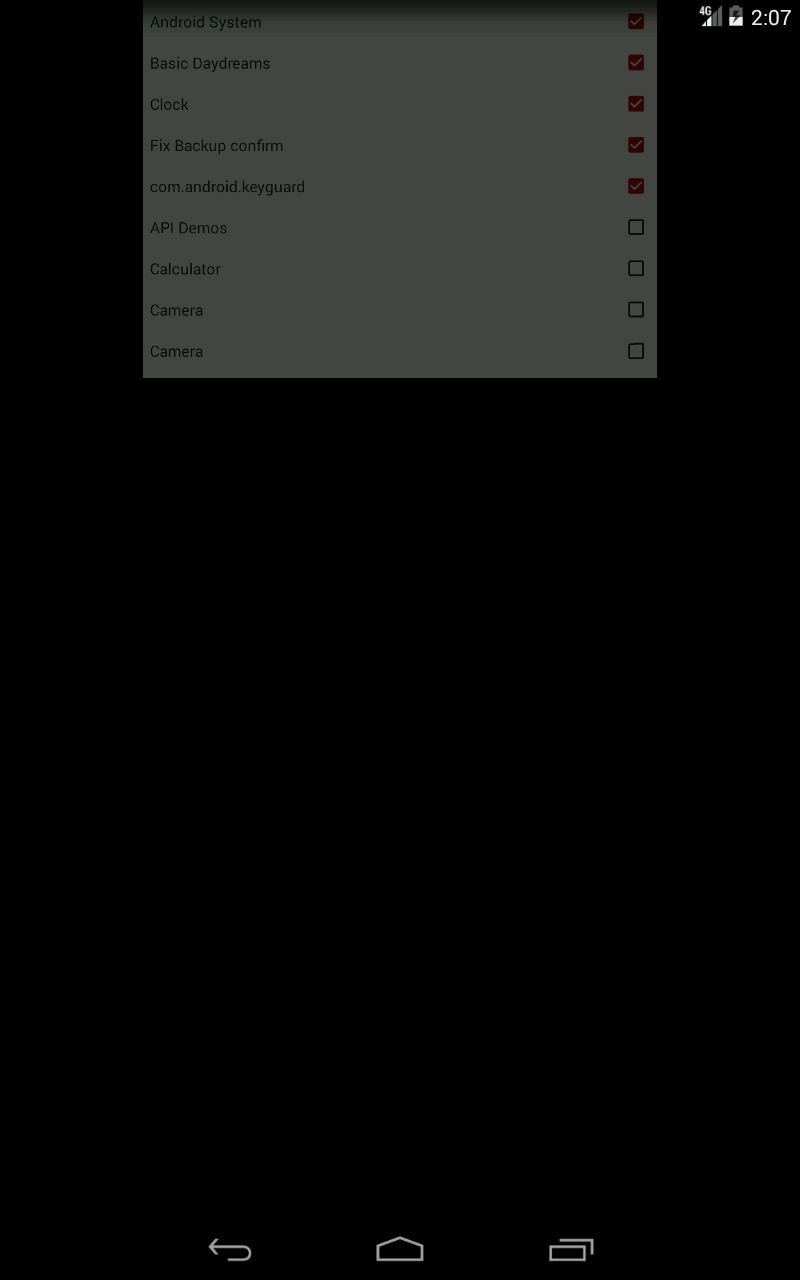 4G 2:07
Android System
Basic Daydreams
Clock
Fix Backup confirm
com.android.keyguard
API Demos
Calculator
Camera
Camera